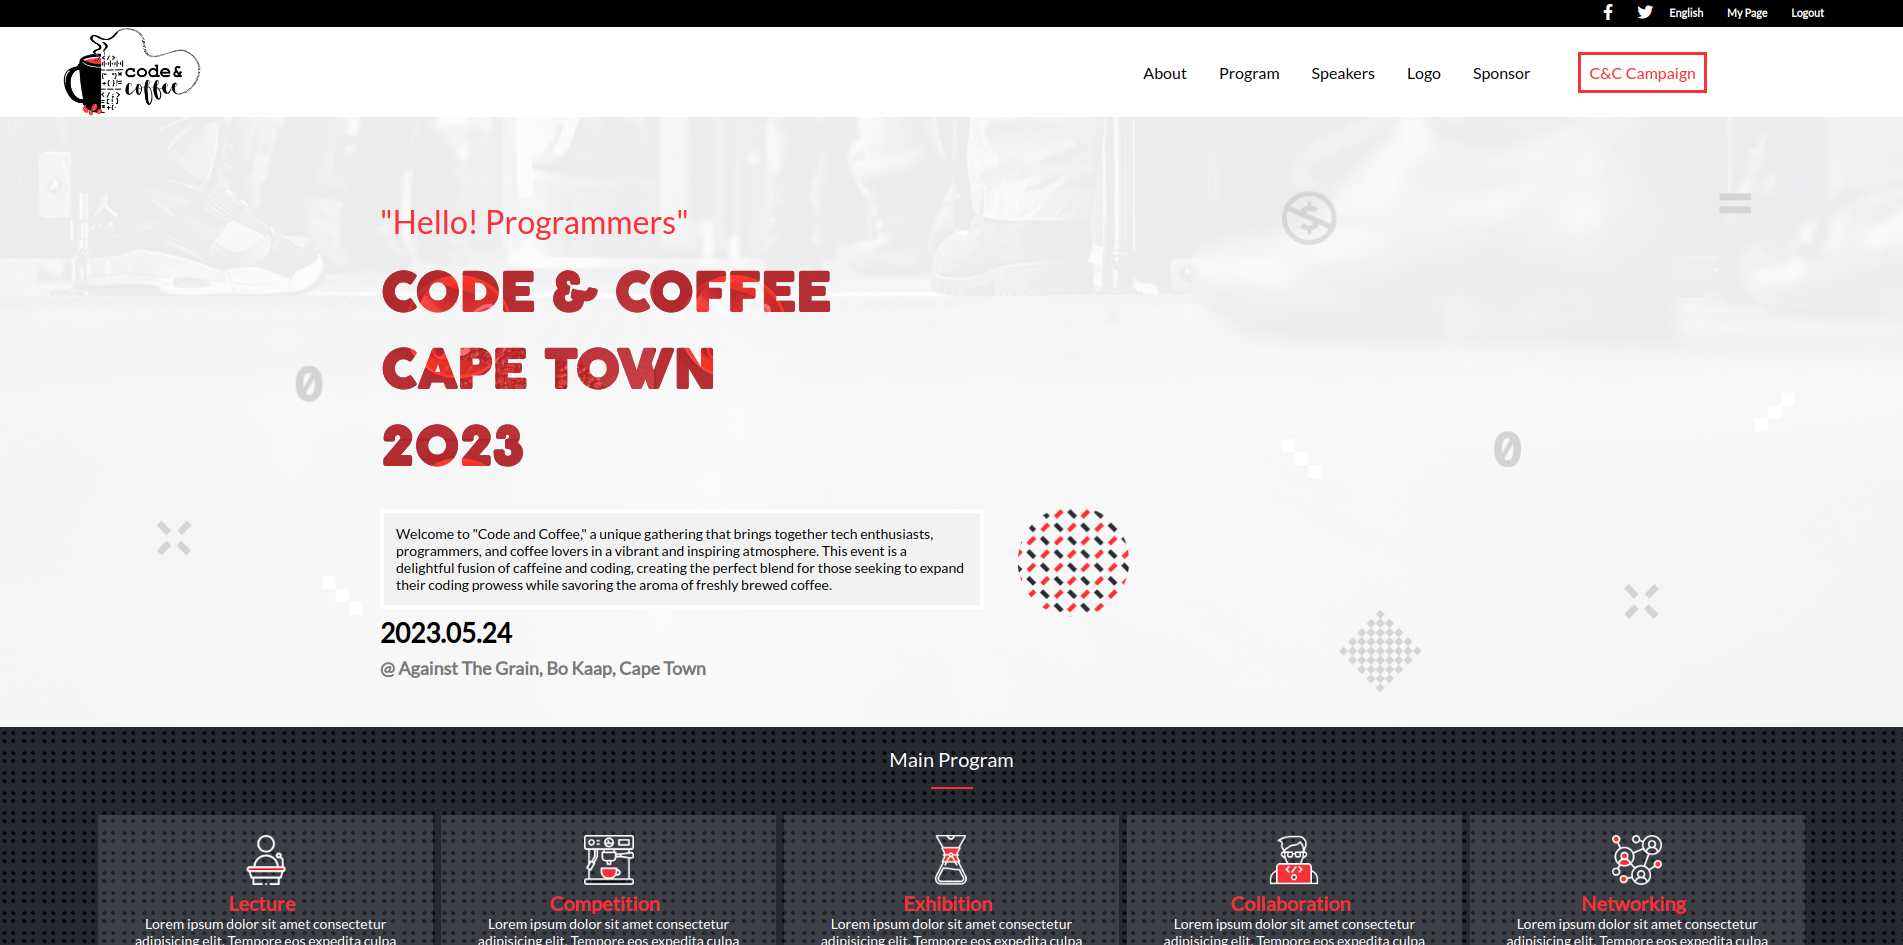 English My Page Logout
code &
coffee
About Program Speakers Logo Sponsor C&C Campaign
"Hello! Programmers"
CODE & COFFEE
CAPE TOWN
2023
Welcome to "Code and Coffee," a unique gathering that brings together tech enthusiasts,
programmers, and coffee lovers in a vibrant and inspiring atmosphere. This event is a
delightful fusion of caffeine and coding, creating the perfect blend for those seeking to expand
their coding prowess while savoring the aroma of freshly brewed coffee.
2023.05.24
@ Against The Grain, Bo Kaap, Cape Town
Main Program
Lecture
Lorem ipsum dolor sit amet consectetur
adipisicing elit. Tempore eos expedita culpa
Competition
Lorem ipsum dolor sit amet consectetur
adipisicing elit. Tempore eos expedita culpa
Exhibition
Lorem ipsum dolor sit amet consectetur
adipisicing elit. Tempore eos expedita culpa
Collaboration
Lorem ipsum dolor sit amet consectetur
adipisicing elit. Tempore eos expedita culpa
Networking
Lorem ipsum dolor sit amet consectetur
adipisicing elit. Tempore eos expedita culpa